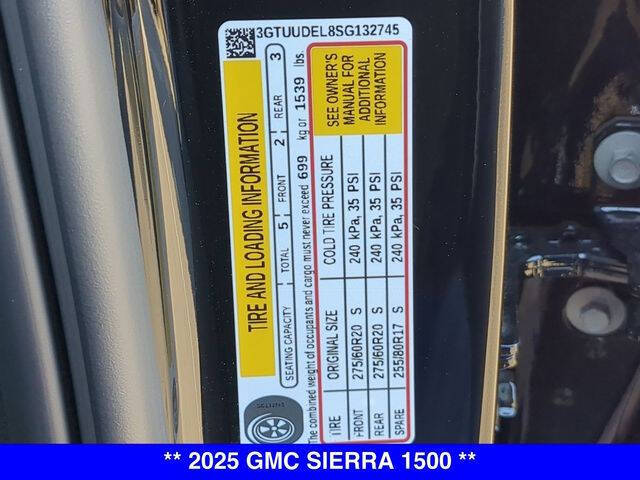 3GTUUDEL8SG132745
TIRE AND LOADING INFORMATION
SEATING CAPACITY TOTAL 5 FRONT 2 REAR 3
The combined weight of occupants and cargo must never exceed 699 kg or 1539 lbs.
TIRE ORIGINAL SIZE COLD TIRE PRESSURE
FRONT 275/60R20 S 240 kPa, 35 PSI
REAR 275/60R20 S 240 kPa, 35 PSI
SPARE 255/80R17 S 240 kPa, 35 PSI
SEE OWNER'S
MANUAL FOR
ADDITIONAL
INFORMATION
** 2025 GMC SIERRA 1500 **